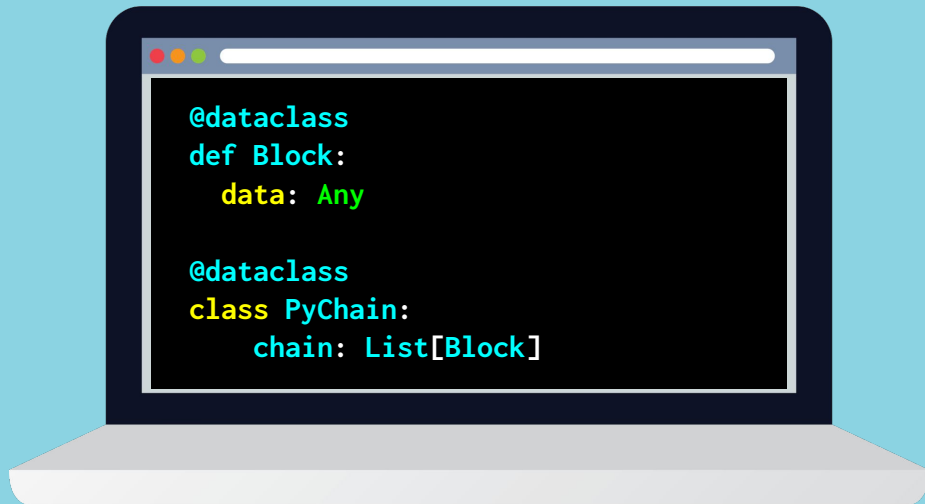 @dataclass
def Block:
  data: Any

@dataclass
class PyChain:
    chain: List[Block]